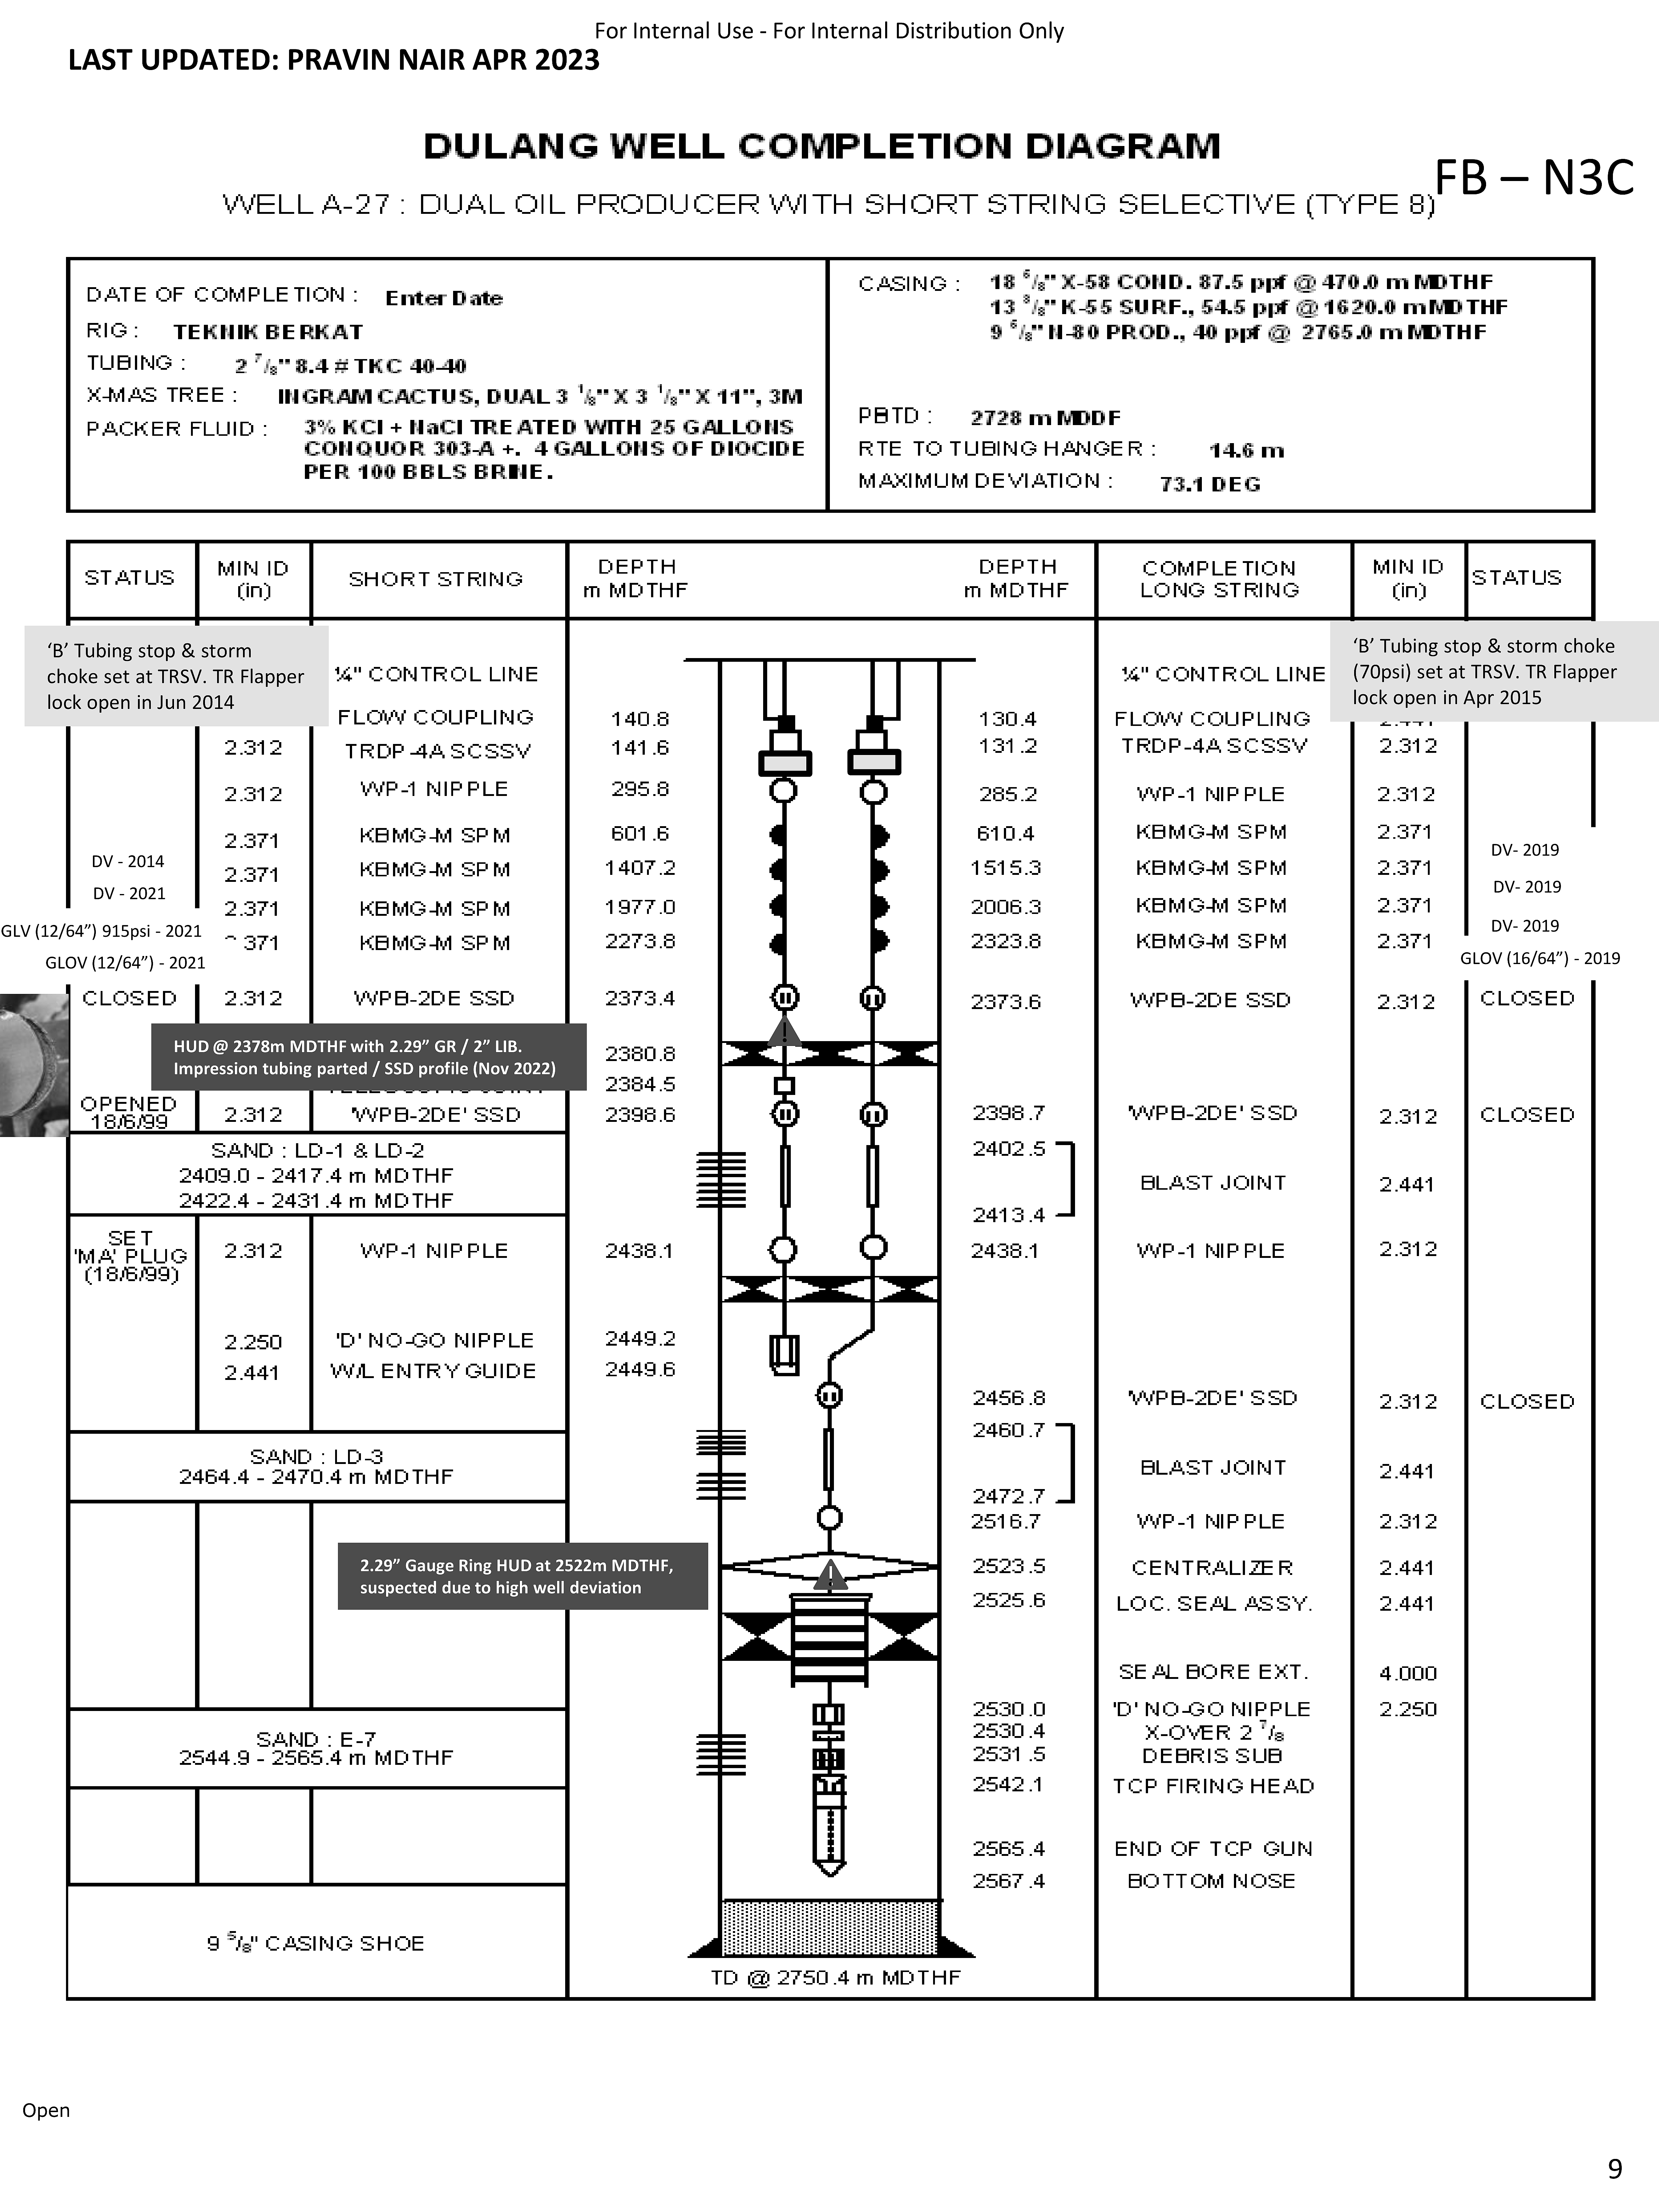 For Internal Use - For Internal Distribution Only
LAST UPDATED: PRAVIN NAIR APR 2023
DULANG WELL COMPLETION DIAGRAM
FB – N3C
WELL A-27 : DUAL OIL PRODUCER WITH SHORT STRING SELECTIVE (TYPE 8)
DATE OF COMPLETION : Enter Date
RIG : TEKNIK BERKAT
TUBING : 2 7/8" 8.4 # TKC 40-40
X-MAS TREE : INGRAM CACTUS, DUAL 3 1/8" X 3 1/8" X 11", 3M
PACKER FLUID : 3% KCl + NaCl TREATED WITH 25 GALLONS
CONQUOR 303-A +. 4 GALLONS OF DIOCIDE
PER 100 BBLS BRINE.
CASING : 18 5/8" X-58 COND. 87.5 ppf @ 470.0 m MDTHF
13 3/8" K-55 SURF., 54.5 ppf @ 1620.0 m MDTHF
9 5/8" N-80 PROD., 40 ppf @ 2765.0 m MDTHF
PBTD : 2728 m MDDF
RTE TO TUBING HANGER : 14.6 m
MAXIMUM DEVIATION : 73.1 DEG
STATUS MIN ID (in) SHORT STRING DEPTH m MDTHF DEPTH m MDTHF COMPLETION LONG STRING MIN ID (in) STATUS
‘B’ Tubing stop & storm
choke set at TRSV. TR Flapper
lock open in Jun 2014
‘B’ Tubing stop & storm choke
(70psi) set at TRSV. TR Flapper
lock open in Apr 2015
¼" CONTROL LINE ¼" CONTROL LINE
FLOW COUPLING 140.8 130.4 FLOW COUPLING
2.312 TRDP-4A SCSSV 141.6 131.2 TRDP-4A SCSSV 2.312
2.312 WP-1 NIPPLE 295.8 285.2 WP-1 NIPPLE 2.312
2.371 KBMG-M SPM 601.6 610.4 KBMG-M SPM 2.371
DV - 2014 DV- 2019
2.371 KBMG-M SPM 1407.2 1515.3 KBMG-M SPM 2.371
DV - 2021 DV- 2019
2.371 KBMG-M SPM 1977.0 2006.3 KBMG-M SPM 2.371
GLV (12/64”) 915psi - 2021 DV- 2019
371 KBMG-M SPM 2273.8 2323.8 KBMG-M SPM 2.371
GLOV (12/64”) - 2021 GLOV (16/64”) - 2019
CLOSED 2.312 WPB-2DE SSD 2373.4 2373.6 WPB-2DE SSD 2.312 CLOSED
HUD @ 2378m MDTHF with 2.29” GR / 2” LIB.
Impression tubing parted / SSD profile (Nov 2022)
2380.8
2384.5
OPENED
18/6/99 2.312 'WPB-2DE' SSD 2398.6 2398.7 'WPB-2DE' SSD 2.312 CLOSED
SAND : LD-1 & LD-2
2409.0 - 2417.4 m MDTHF
2422.4 - 2431.4 m MDTHF
2402.5
BLAST JOINT 2.441
2413.4
SET
'MA' PLUG
(18/6/99)
2.312 WP-1 NIPPLE 2438.1 2438.1 WP-1 NIPPLE 2.312
2.250 'D' NO-GO NIPPLE 2449.2
2.441 W/L ENTRY GUIDE 2449.6
2456.8 'WPB-2DE' SSD 2.312 CLOSED
SAND : LD-3
2464.4 - 2470.4 m MDTHF
2460.7
BLAST JOINT 2.441
2472.7
2516.7 WP-1 NIPPLE 2.312
2.29” Gauge Ring HUD at 2522m MDTHF,
suspected due to high well deviation
2523.5 CENTRALIZER 2.441
2525.6 LOC. SEAL ASSY. 2.441
SEAL BORE EXT. 4.000
2530.0 'D' NO-GO NIPPLE 2.250
2530.4 X-OVER 2 7/8
2531.5 DEBRIS SUB
SAND : E-7
2544.9 - 2565.4 m MDTHF
2542.1 TCP FIRING HEAD
2565.4 END OF TCP GUN
2567.4 BOTTOM NOSE
9 5/8" CASING SHOE
TD @ 2750.4 m MDTHF
Open
9